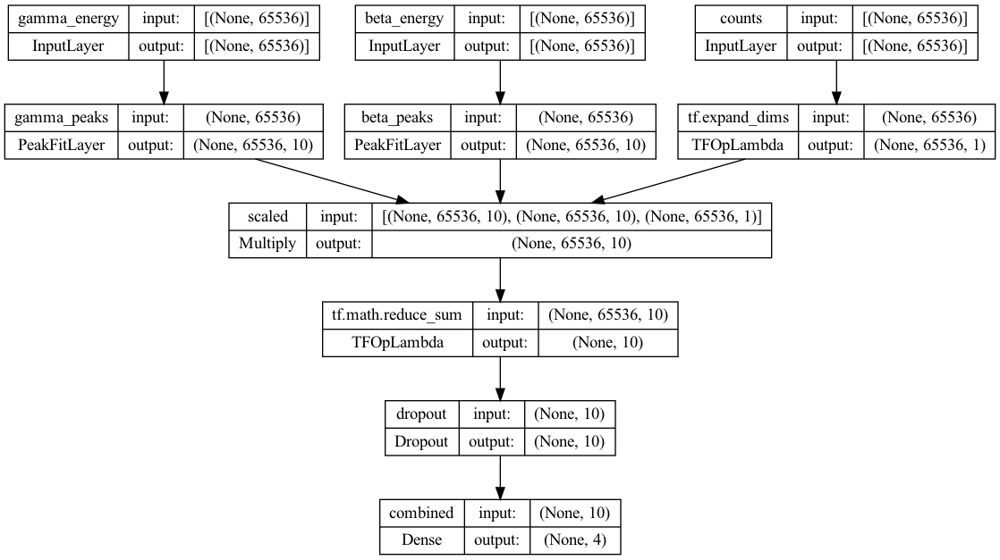 gamma_energy input: [(None, 65536)]
InputLayer output: [(None, 65536)]
beta_energy input: [(None, 65536)]
InputLayer output: [(None, 65536)]
counts input: [(None, 65536)]
InputLayer output: [(None, 65536)]
gamma_peaks input: (None, 65536)
PeakFitLayer output: (None, 65536, 10)
beta_peaks input: (None, 65536)
PeakFitLayer output: (None, 65536, 10)
tf.expand_dims input: (None, 65536)
TFOpLambda output: (None, 65536, 1)
scaled input: [(None, 65536, 10), (None, 65536, 10), (None, 65536, 1)]
Multiply output: (None, 65536, 10)
tf.math.reduce_sum input: (None, 65536, 10)
TFOpLambda output: (None, 10)
dropout input: (None, 10)
Dropout output: (None, 10)
combined input: (None, 10)
Dense output: (None, 4)